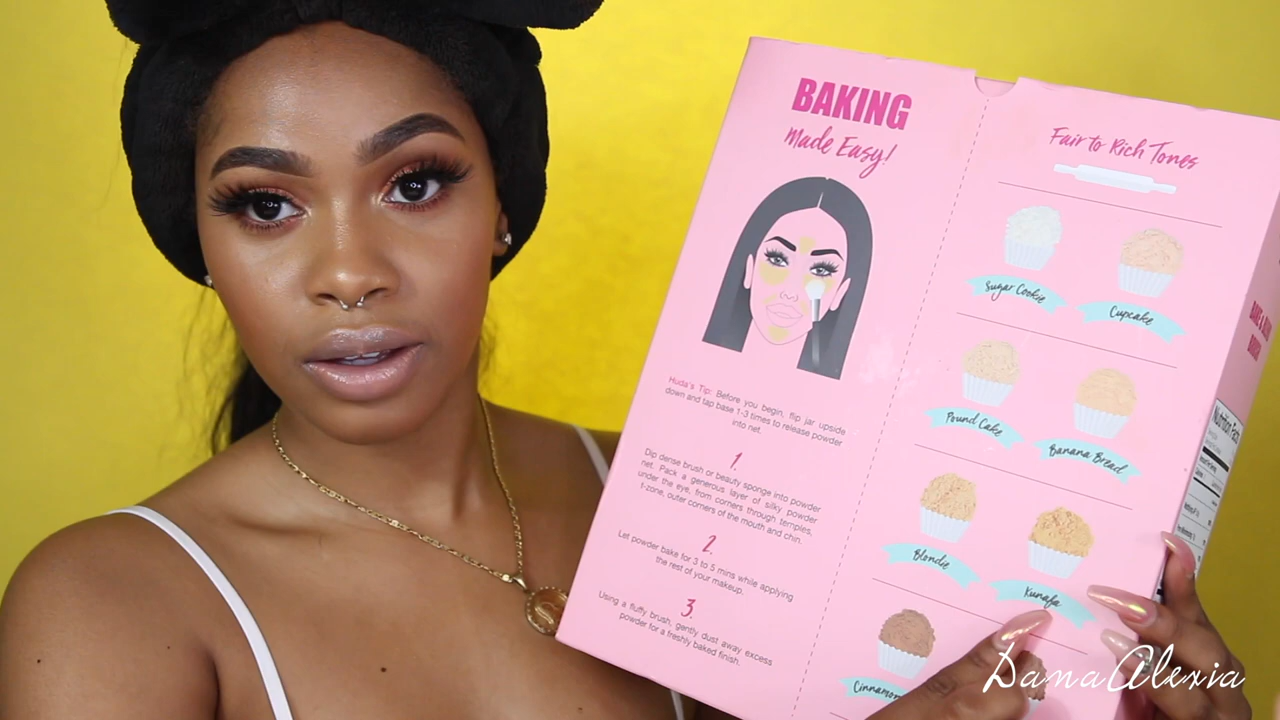 BAKING
Made Easy!
Huda's Tip: Before you begin, flip jar upside
down and tap base 1-3 times to release powder
into net.
1.
Dip dense brush or beauty sponge into powder
net. Pack a generous layer of silky powder
under the eye, from corners through temples,
t-zone, outer corners of the mouth and chin.
2.
Let powder bake for 3 to 5 mins while applying
the rest of your makeup.
3.
Using a fluffy brush, gently dust away excess
powder for a freshly baked finish.
Fair to Rich Tones
Sugar Cookie
Cupcake
Pound Cake
Banana Bread
Blondie
Kunafa
Cinnamon
Nutrition Facts
DanaAlexia